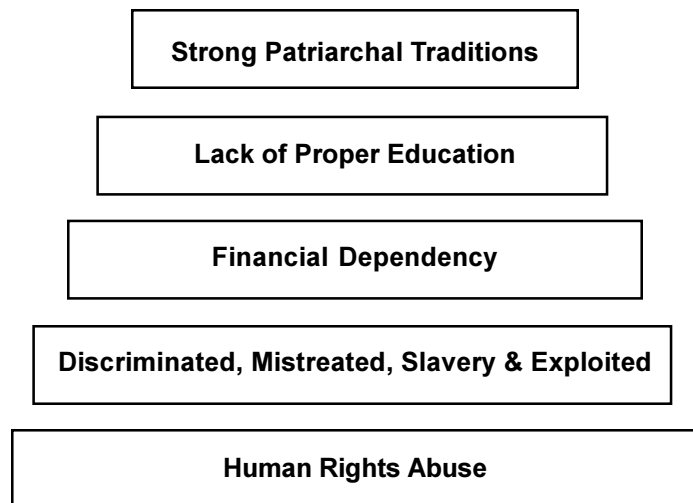 Strong Patriarchal Traditions
Lack of Proper Education
Financial Dependency
Discriminated, Mistreated, Slavery & Exploited
Human Rights Abuse